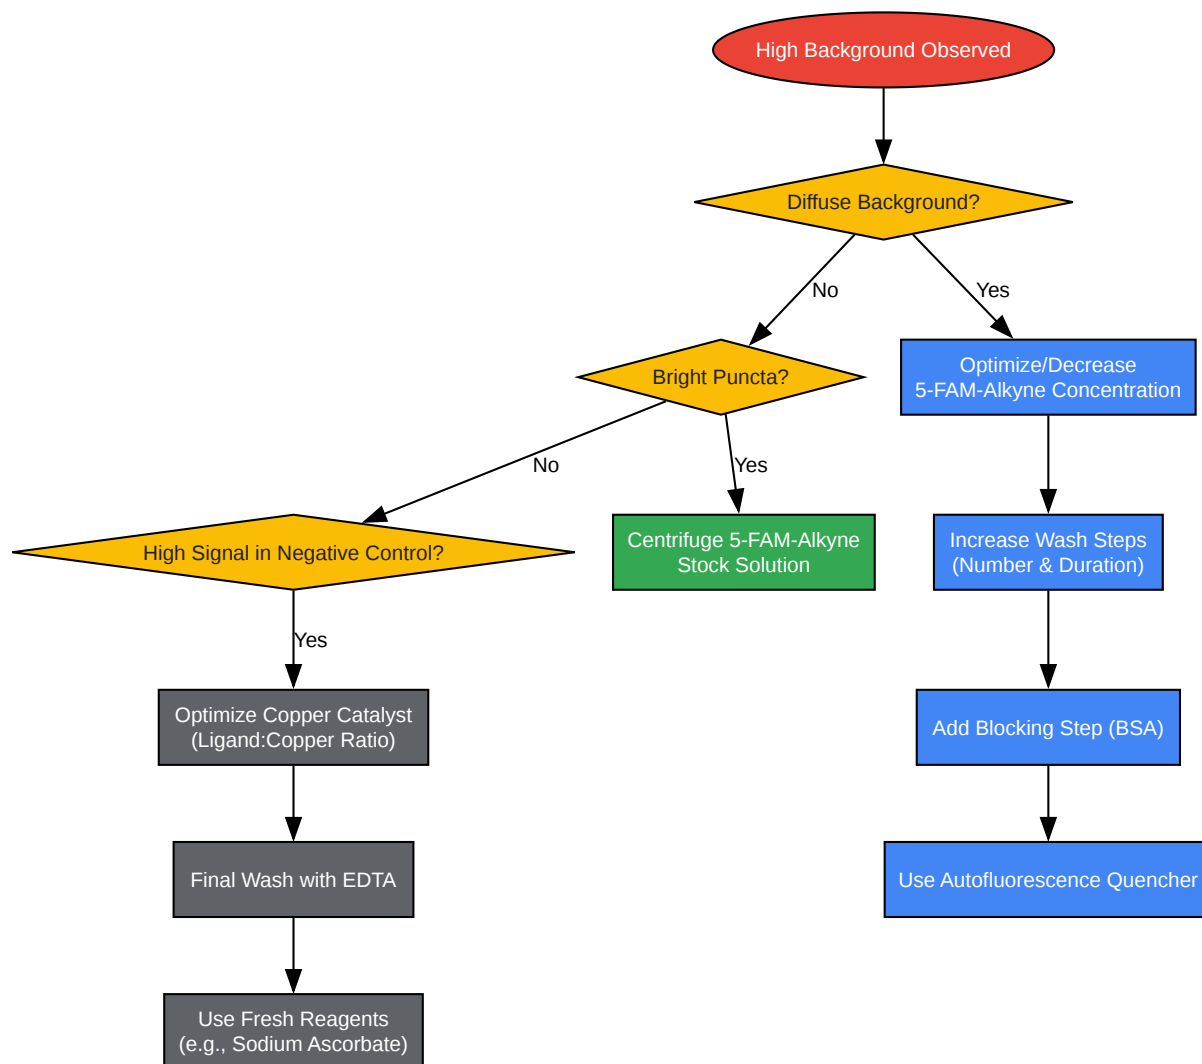 High Background Observed
Diffuse Background?
No
Yes
Bright Puncta?
Optimize/Decrease
5-FAM-Alkyne Concentration
No
Yes
High Signal in Negative Control?
Centrifuge 5-FAM-Alkyne
Stock Solution
Increase Wash Steps
(Number & Duration)
Yes
Optimize Copper Catalyst
(Ligand:Copper Ratio)
Add Blocking Step (BSA)
Final Wash with EDTA
Use Autofluorescence Quencher
Use Fresh Reagents
(e.g., Sodium Ascorbate)